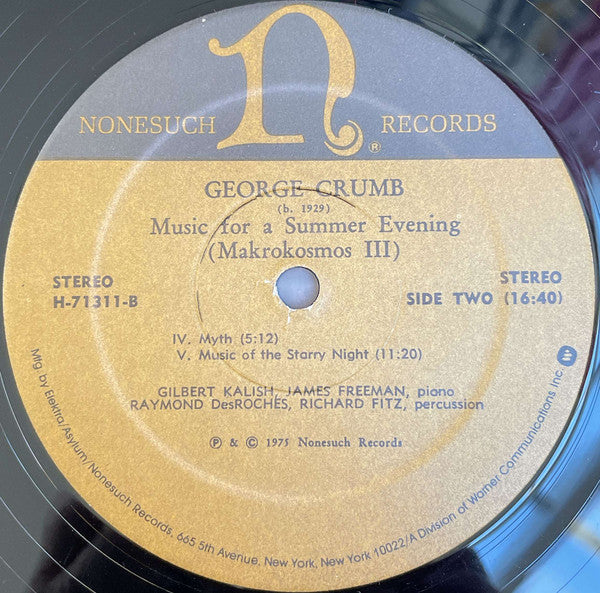 n
NONESUCH RECORDS
®
GEORGE CRUMB
(b. 1929)
Music for a Summer Evening
(Makrokosmos III)
STEREO
H-71311-B
STEREO
SIDE TWO (16:40)
IV. Myth (5:12)
V. Music of the Starry Night (11:20)
GILBERT KALISH, JAMES FREEMAN, piano
RAYMOND DesROCHES, RICHARD FITZ, percussion
℗ & © 1975 Nonesuch Records
Mfg. by Elektra/Asylum/Nonesuch Records, 665 5th Avenue, New York, New York 10022/A Division of Warner Communications Inc.